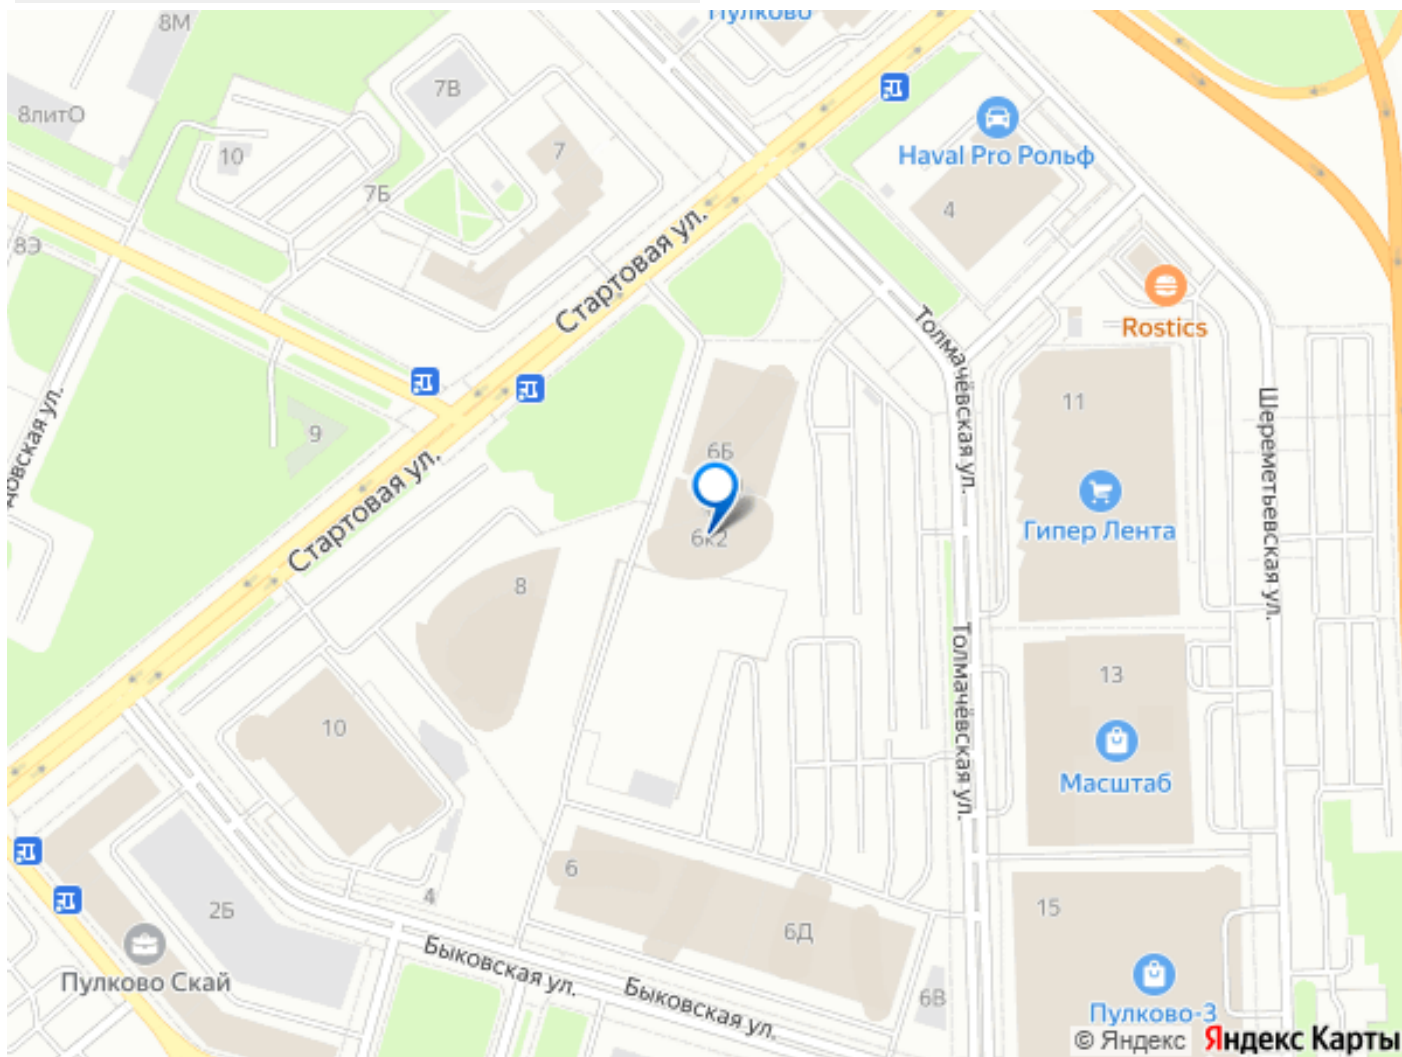 8М
Пулково
7В
8литО
10
7
Haval Pro Рольф
7Б
4
8Э
Стартовая ул.
Rostics
Толмачёвская ул.
11
Шереметьевская ул.
9
6Б
Стартовая ул.
Гипер Лента
6к2
8
Толмачёвская ул.
13
10
Масштаб
6
4
2Б
15
6Д
Быковская ул.
Пулково Скай
Быковская ул.
6В
Пулково-3
© Яндекс Яндекс Карты